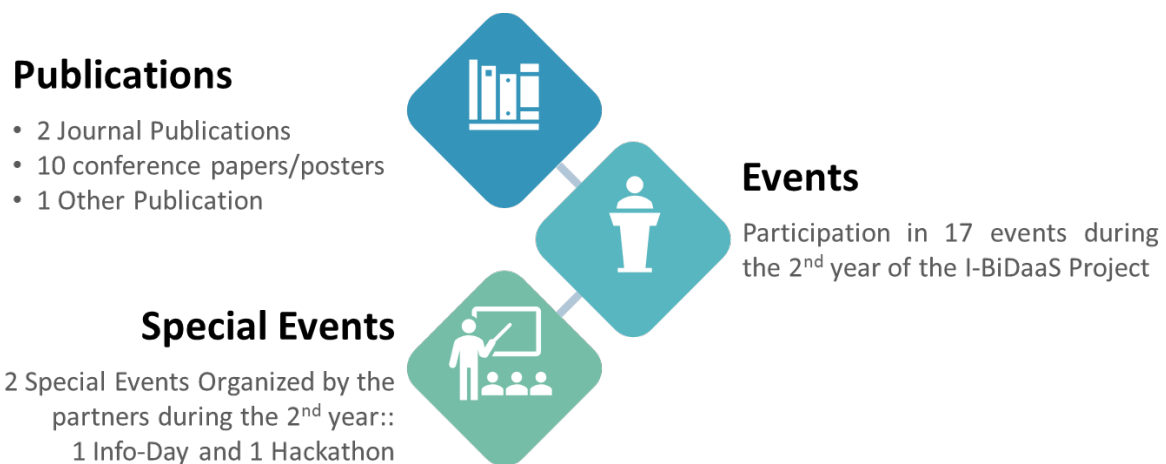 Publications
• 2 Journal Publications
• 10 conference papers/posters
• 1 Other Publication
Events
Participation in 17 events during
the 2nd year of the I-BiDaaS Project
Special Events
2 Special Events Organized by the
partners during the 2nd year::
1 Info-Day and 1 Hackathon